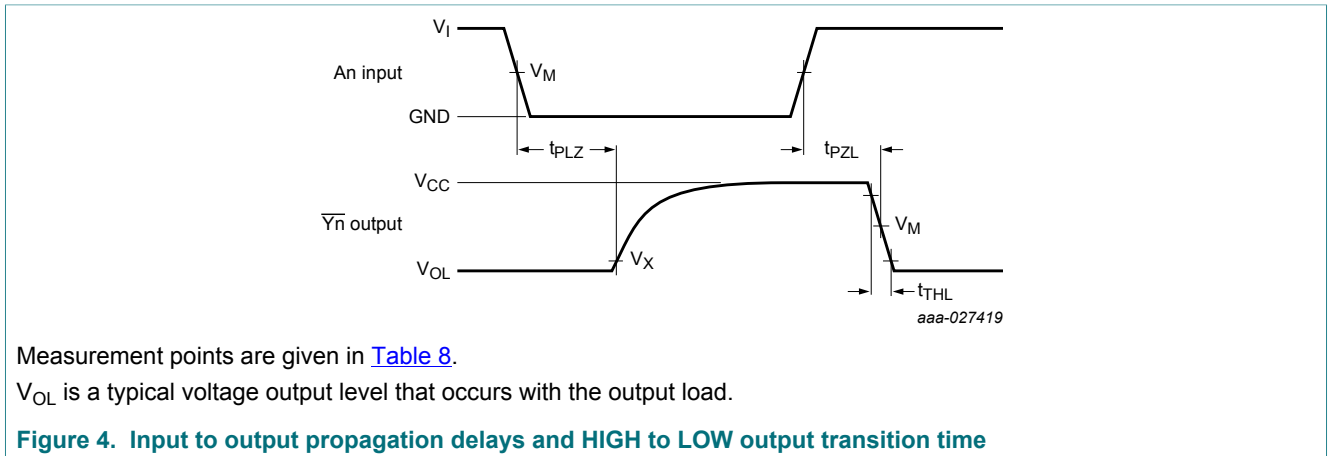 VI
An input
VM
GND
tPLZ
tPZL
VCC
Yn output
VM
VX
VOL
tTHL
aaa-027419
Measurement points are given in Table 8.
VOL is a typical voltage output level that occurs with the output load.
Figure 4. Input to output propagation delays and HIGH to LOW output transition time